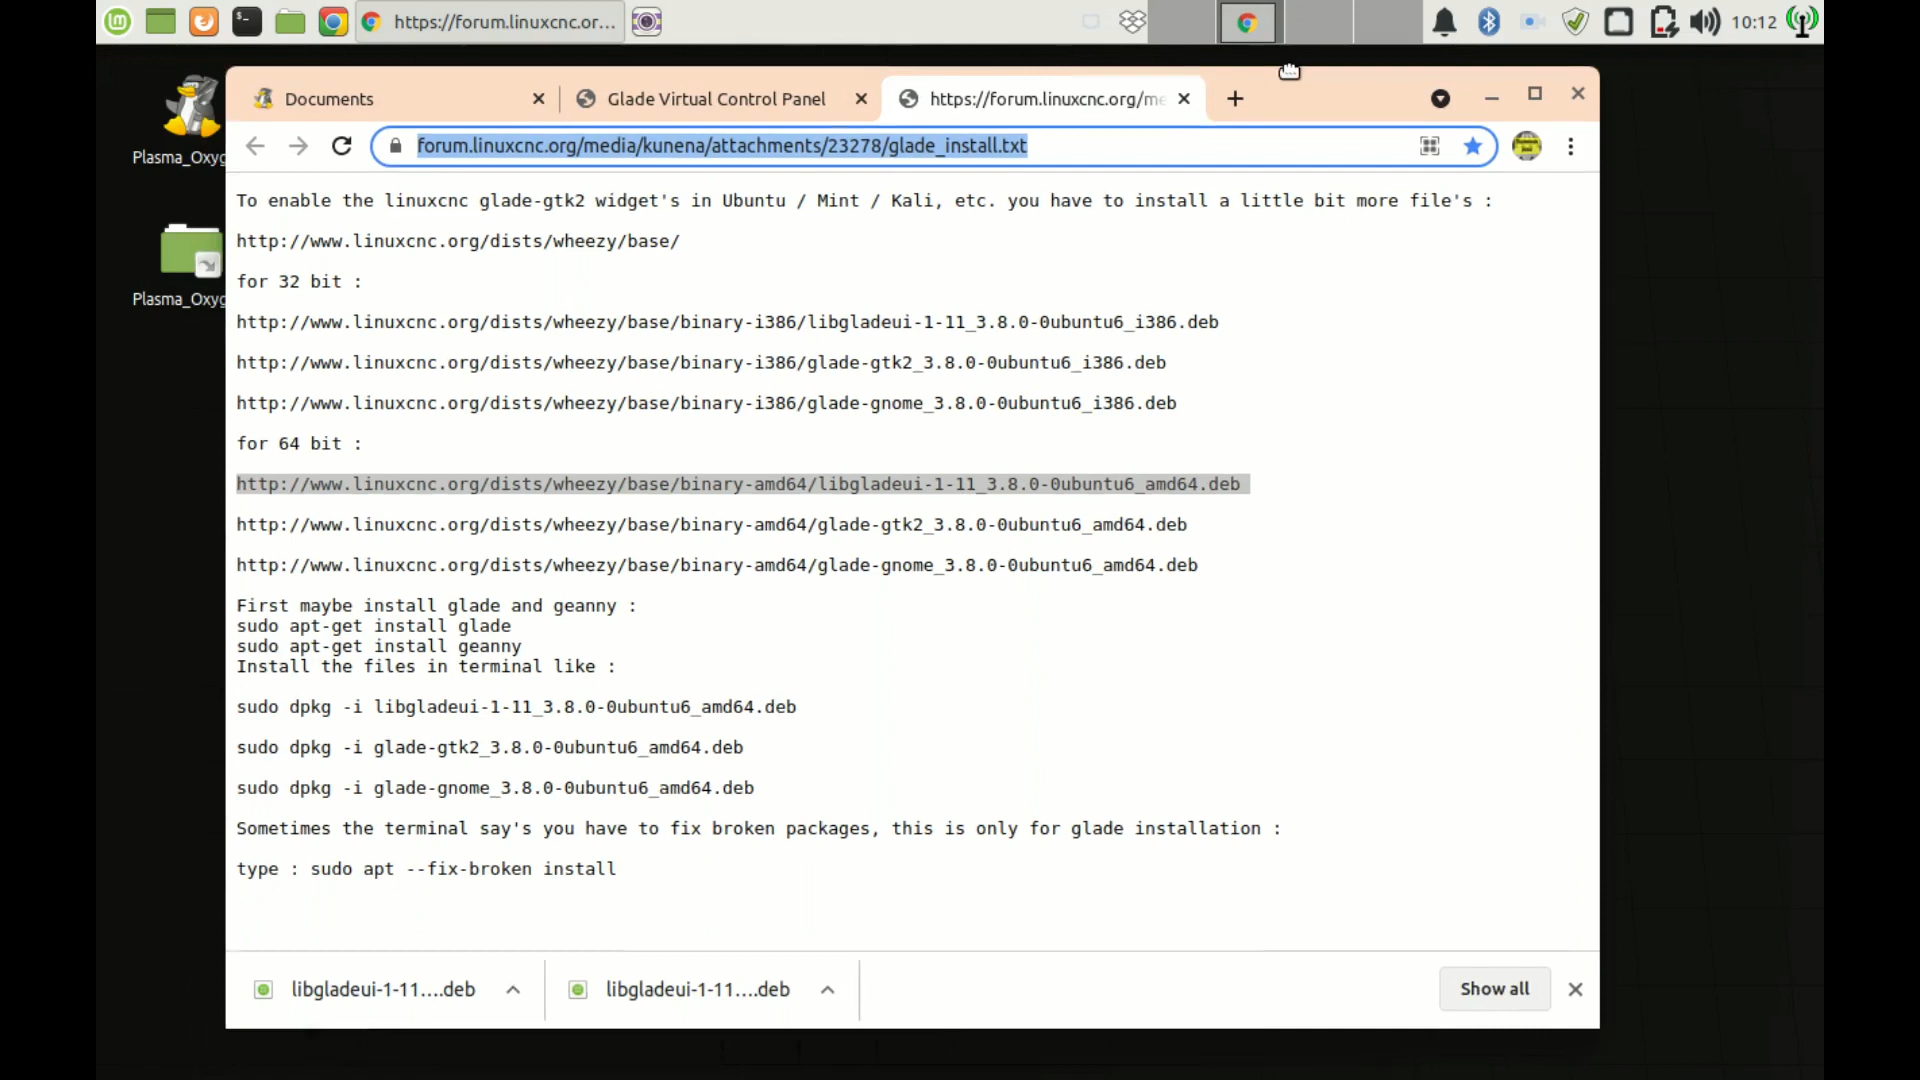 https://forum.linuxcnc.or...
10:12
Documents
Glade Virtual Control Panel
https://forum.linuxcnc.org/me
forum.linuxcnc.org/media/kunena/attachments/23278/glade_install.txt
Plasma_Oxyg
Plasma_Oxyg
To enable the linuxcnc glade-gtk2 widget's in Ubuntu / Mint / Kali, etc. you have to install a little bit more file's :
http://www.linuxcnc.org/dists/wheezy/base/
for 32 bit :
http://www.linuxcnc.org/dists/wheezy/base/binary-i386/libgladeui-1-11_3.8.0-0ubuntu6_i386.deb
http://www.linuxcnc.org/dists/wheezy/base/binary-i386/glade-gtk2_3.8.0-0ubuntu6_i386.deb
http://www.linuxcnc.org/dists/wheezy/base/binary-i386/glade-gnome_3.8.0-0ubuntu6_i386.deb
for 64 bit :
http://www.linuxcnc.org/dists/wheezy/base/binary-amd64/libgladeui-1-11_3.8.0-0ubuntu6_amd64.deb
http://www.linuxcnc.org/dists/wheezy/base/binary-amd64/glade-gtk2_3.8.0-0ubuntu6_amd64.deb
http://www.linuxcnc.org/dists/wheezy/base/binary-amd64/glade-gnome_3.8.0-0ubuntu6_amd64.deb
First maybe install glade and geanny :
sudo apt-get install glade
sudo apt-get install geanny
Install the files in terminal like :
sudo dpkg -i libgladeui-1-11_3.8.0-0ubuntu6_amd64.deb
sudo dpkg -i glade-gtk2_3.8.0-0ubuntu6_amd64.deb
sudo dpkg -i glade-gnome_3.8.0-0ubuntu6_amd64.deb
Sometimes the terminal say's you have to fix broken packages, this is only for glade installation :
type : sudo apt --fix-broken install
libgladeui-1-11....deb
libgladeui-1-11....deb
Show all